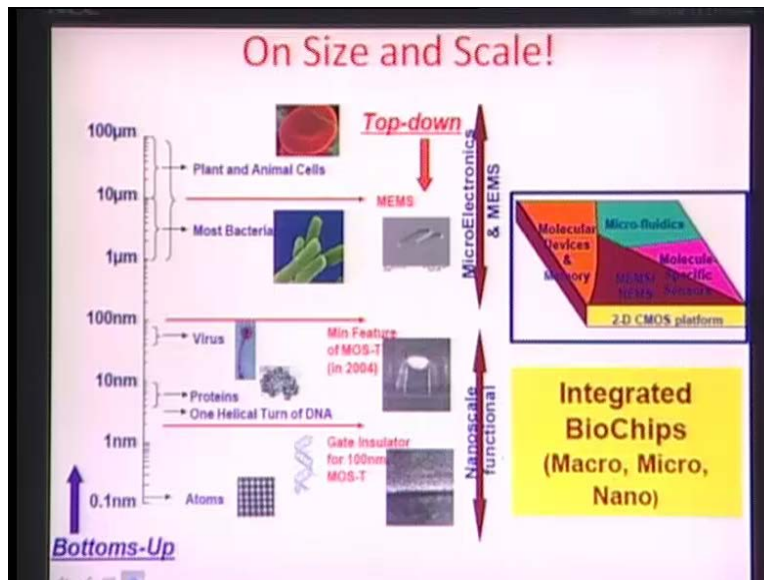 On Size and Scale!
100µm
Top-down
Plant and Animal Cells
10µm
MEMS
Most Bacteria
1µm
MicroElectronics
& MEMS
100nm
Virus
Min Feature
of MOS-T
(in 2004)
10nm
Proteins
One Helical Turn of DNA
1nm
Gate Insulator
for 100nm
MOS-T
0.1nm
Atoms
Nanoscale
functional
Bottoms-Up
Molecular
Devices
&
Memory
Micro-fluidics
Molecule-
Specific
Sensors
MEMS/
NEMS
2-D CMOS platform
Integrated
BioChips
(Macro, Micro,
Nano)